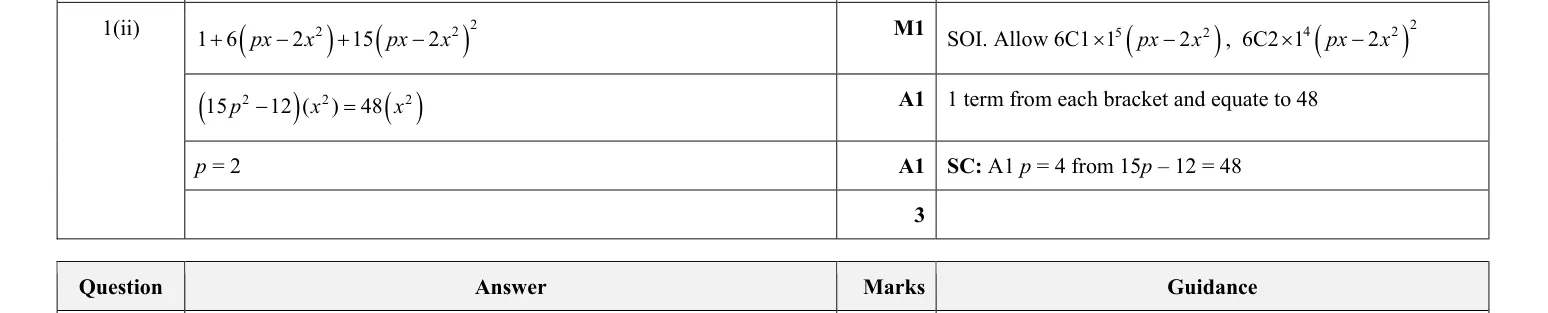 1(ii) 1 + 6(px − 2x²) + 15(px − 2x²)² M1 SOI. Allow 6C1 × 1⁵(px − 2x²), 6C2 × 1⁴(px − 2x²)²
(15p² − 12)(x²) = 48(x²) A1 1 term from each bracket and equate to 48
p = 2 A1 SC: A1 p = 4 from 15p – 12 = 48
3
Question Answer Marks Guidance